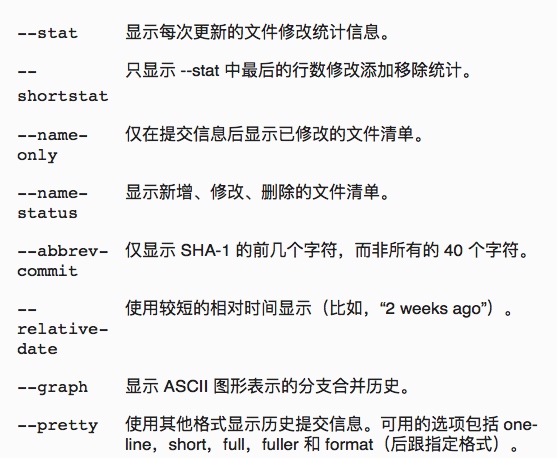 --stat 显示每次更新的文件修改统计信息。
-- 只显示 --stat 中最后的行数修改添加移除统计。
shortstat
--name- 仅在提交信息后显示已修改的文件清单。
only
--name- 显示新增、修改、删除的文件清单。
status
--abbrev- 仅显示 SHA-1 的前几个字符，而非所有的 40 个字符。
commit
-- 使用较短的相对时间显示（比如，“2 weeks ago”）。
relative-
date
--graph 显示 ASCII 图形表示的分支合并历史。
--pretty 使用其他格式显示历史提交信息。可用的选项包括 one-
line，short，full，fuller 和 format（后跟指定格式）。